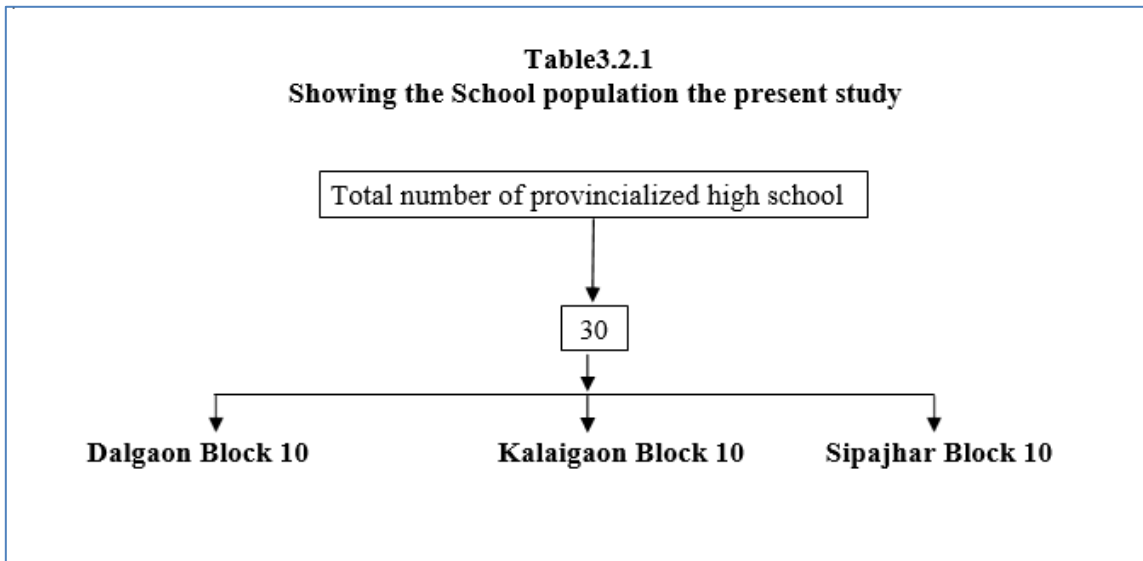 Table3.2.1
Showing the School population the present study
Total number of provincialized high school
30
Dalgaon Block 10
Kalaigaon Block 10
Sipajhar Block 10